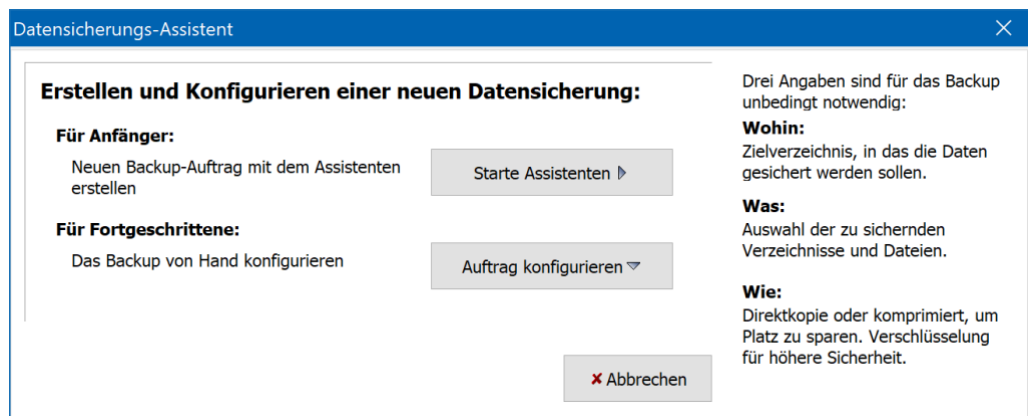 Datensicherungs-Assistent
Erstellen und Konfigurieren einer neuen Datensicherung:
Für Anfänger:
Neuen Backup-Auftrag mit dem Assistenten
erstellen
Starte Assistenten
Für Fortgeschrittene:
Das Backup von Hand konfigurieren
Auftrag konfigurieren
Abbrechen
Drei Angaben sind für das Backup
unbedingt notwendig:
Wohin:
Zielverzeichnis, in das die Daten
gesichert werden sollen.
Was:
Auswahl der zu sichernden
Verzeichnisse und Dateien.
Wie:
Direktkopie oder komprimiert, um
Platz zu sparen. Verschlüsselung
für höhere Sicherheit.